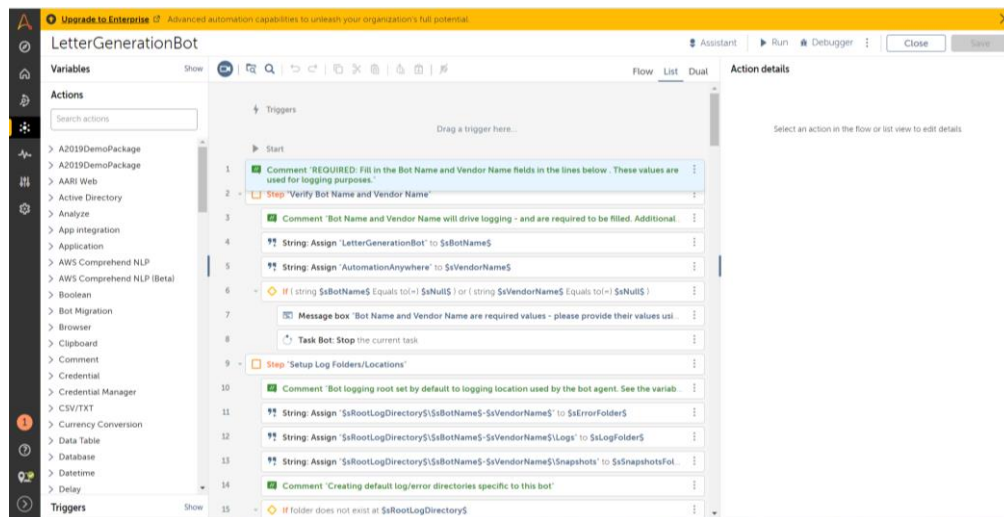 Upgrade to Enterprise Advanced automation capabilities to unleash your organization's full potential.
LetterGenerationBot
Assistant Run Debugger Close Save
Variables Show
Flow List Dual
Action details
Actions
Search actions
Select an action in the flow or list view to edit details
A2019DemoPackage
A2019DemoPackage
AARI Web
Active Directory
Analyze
App integration
Application
AWS Comprehend NLP
AWS Comprehend NLP (Beta)
Boolean
Bot Migration
Browser
Clipboard
Comment
Credential
Credential Manager
CSV/TXT
Currency Conversion
Data Table
Database
Datetime
Delay
Triggers Show
1
Triggers
Drag a trigger here...
Start
1 Comment "REQUIRED: Fill in the Bot Name and Vendor Name fields in the lines below . These values are
used for logging purposes."
2 Step "Verify Bot Name and Vendor Name"
3 Comment "Bot Name and Vendor Name will drive logging - and are required to be filled. Additional...
4 String: Assign "LetterGenerationBot" to $sBotName$
5 String: Assign "AutomationAnywhere" to $sVendorName$
6 If ( string $sBotName$ Equals to(=) $sNull$ ) or ( string $sVendorName$ Equals to(=) $sNull$ )
7 Message box "Bot Name and Vendor Name are required values - please provide their values usi...
8 Task Bot: Stop the current task
9 Step "Setup Log Folders/Locations"
10 Comment "Bot logging root set by default to logging location used by the bot agent. See the variab...
11 String: Assign "$sRootLogDirectory$\$sBotName$-$sVendorName$" to $sErrorFolder$
12 String: Assign "$sRootLogDirectory$\$sBotName$-$sVendorName$\Logs" to $sLogFolder$
13 String: Assign "$sRootLogDirectory$\$sBotName$-$sVendorName$\Snapshots" to $sSnapshotsFol...
14 Comment "Creating default log/error directories specific to this bot"
15 If folder does not exist at $sRootLogDirectory$